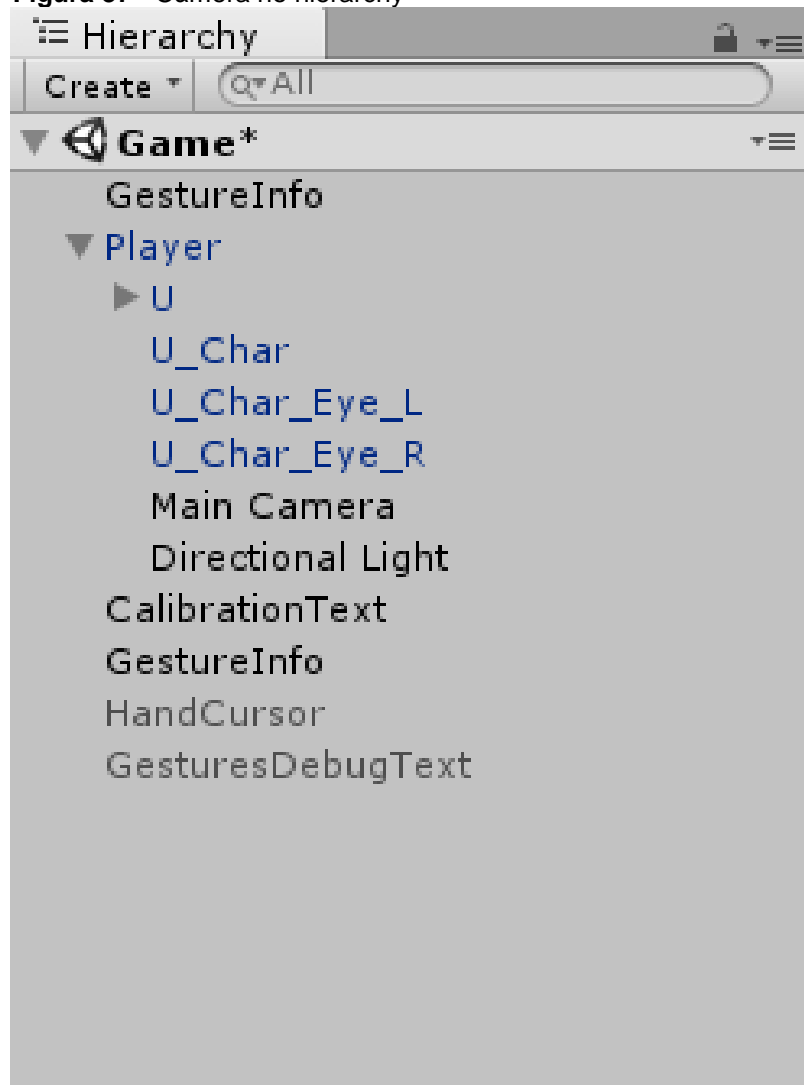 Hierarchy
Create All
Game*
GestureInfo
Player
U
U_Char
U_Char_Eye_L
U_Char_Eye_R
Main Camera
Directional Light
CalibrationText
GestureInfo
HandCursor
GesturesDebugText